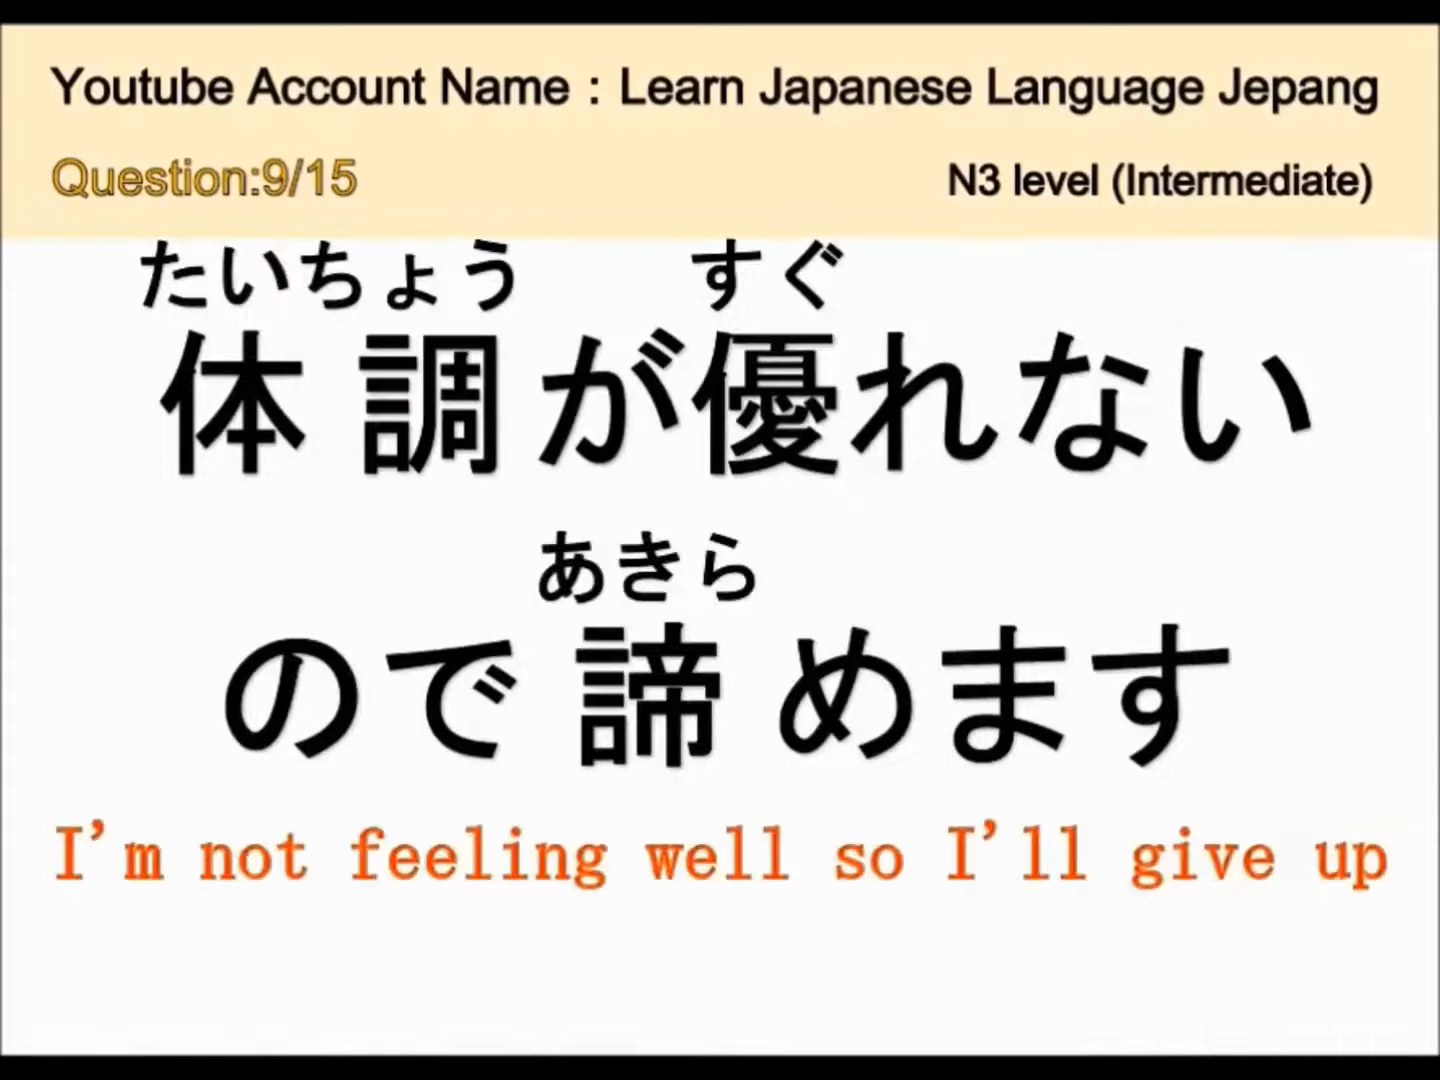 Youtube Account Name：Learn Japanese Language Jepang
Question:9/15
N3 level (Intermediate)
たいちょう すぐ
体調が優れない
あきら
ので諦めます
I'm not feeling well so I'll give up